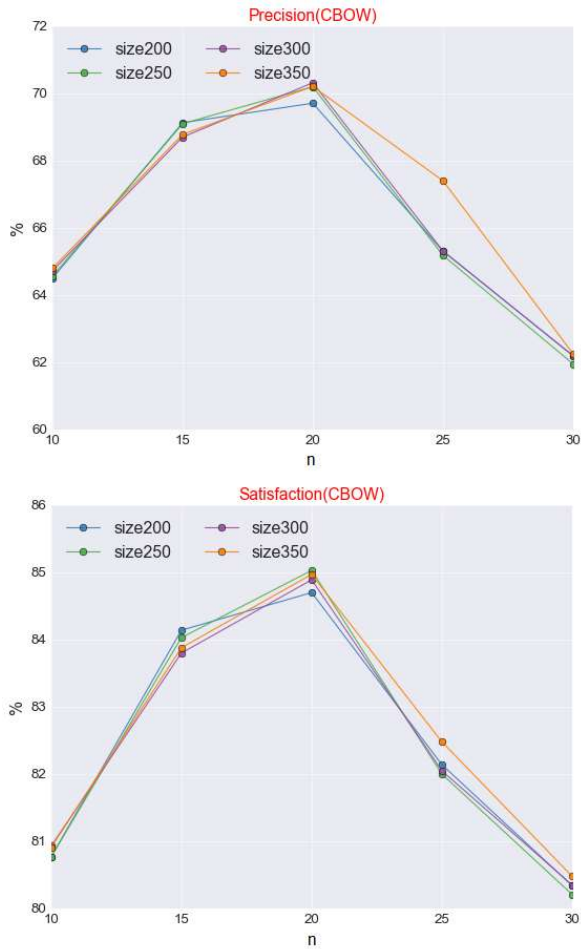 Precision(CBOW)
72
size200 size300
size250 size350
70
68
%
66
64
62
60
10 15 20 25 30
n
Satisfaction(CBOW)
86
size200 size300
size250 size350
85
84
%
83
82
81
80
10 15 20 25 30
n